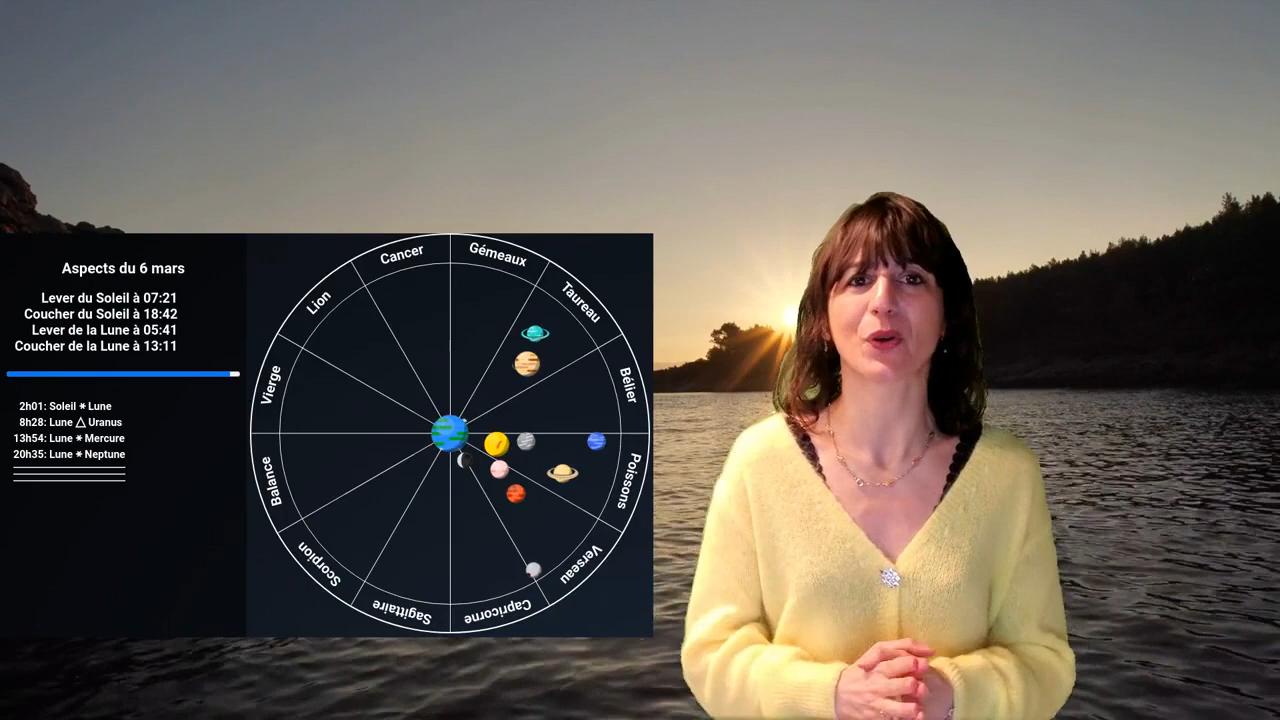 Aspects du 6 mars
Lever du Soleil à 07:21
Coucher du Soleil à 18:42
Lever de la Lune à 05:41
Coucher de la Lune à 13:11
2h01: Soleil ⚹ Lune
8h28: Lune △ Uranus
13h54: Lune ⚹ Mercure
20h35: Lune ⚹ Neptune
Cancer
Gémeaux
Lion
Taureau
Vierge
Bélier
Balance
Poissons
Scorpion
Verseau
Sagittaire
Capricorne